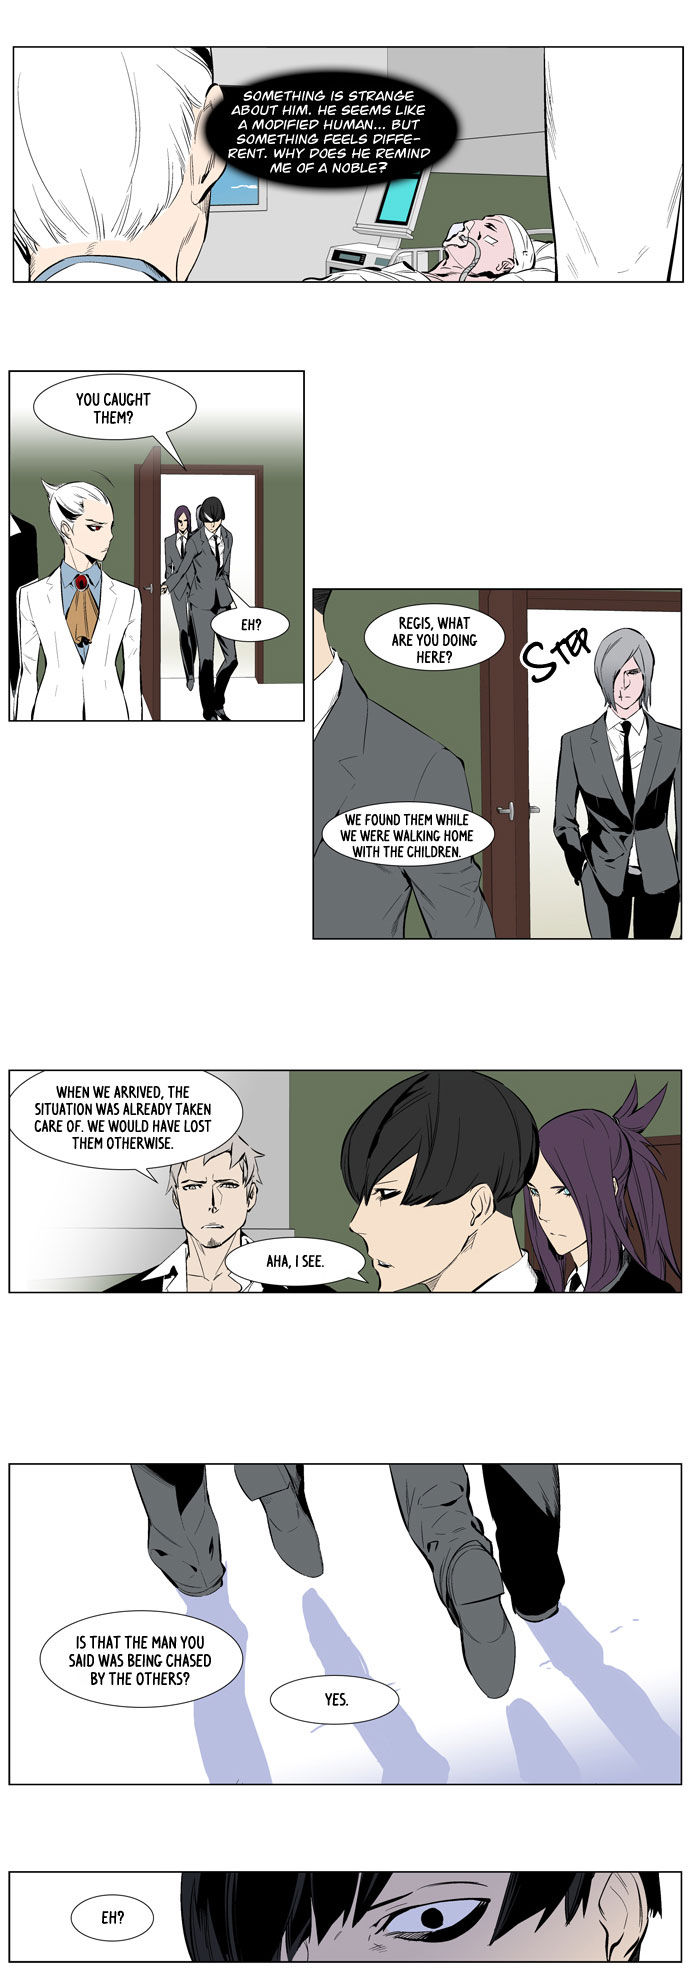 SOMETHING IS STRANGE
ABOUT HIM. HE SEEMS LIKE
A MODIFIED HUMAN... BUT
SOMETHING FEELS DIFFE-
RENT. WHY DOES HE REMIND
ME OF A NOBLE?
YOU CAUGHT
THEM?
EH?
REGIS, WHAT
ARE YOU DOING
HERE?
STEP
WE FOUND THEM WHILE
WE WERE WALKING HOME
WITH THE CHILDREN.
WHEN WE ARRIVED, THE
SITUATION WAS ALREADY TAKEN
CARE OF. WE WOULD HAVE LOST
THEM OTHERWISE.
AHA, I SEE.
IS THAT THE MAN YOU
SAID WAS BEING CHASED
BY THE OTHERS?
YES.
EH?